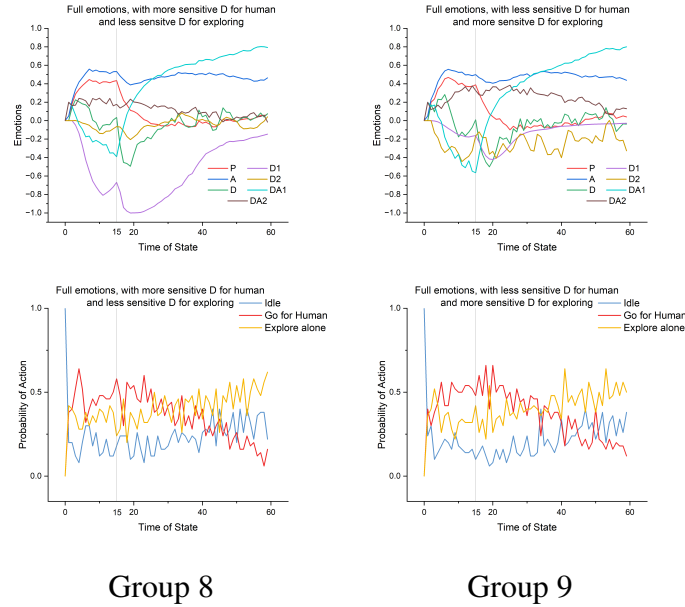 Full emotions, with more sensitive D for human
and less sensitive D for exploring
1.0
0.8
0.6
0.4
0.2
0.0
−0.2
−0.4
−0.6
−0.8
−1.0
Emotions
P
D1
A
D2
D
DA1
DA2
0
15
20
40
60
Time of State
Full emotions, with less sensitive D for human
and more sensitive D for exploring
1.0
0.8
0.6
0.4
0.2
0.0
−0.2
−0.4
−0.6
−0.8
−1.0
Emotions
P
D1
A
D2
D
DA1
DA2
0
15
20
40
60
Time of State
Full emotions, with more sensitive D for human
and less sensitive D for exploring
Idle
Go for Human
Explore alone
1.0
0.5
0.0
Probability of Action
0
15
20
40
60
Time of State
Full emotions, with less sensitive D for human
and more sensitive D for exploring
Idle
Go for Human
Explore alone
1.0
0.5
0.0
Probability of Action
0
15
20
40
60
Time of State
Group 8
Group 9